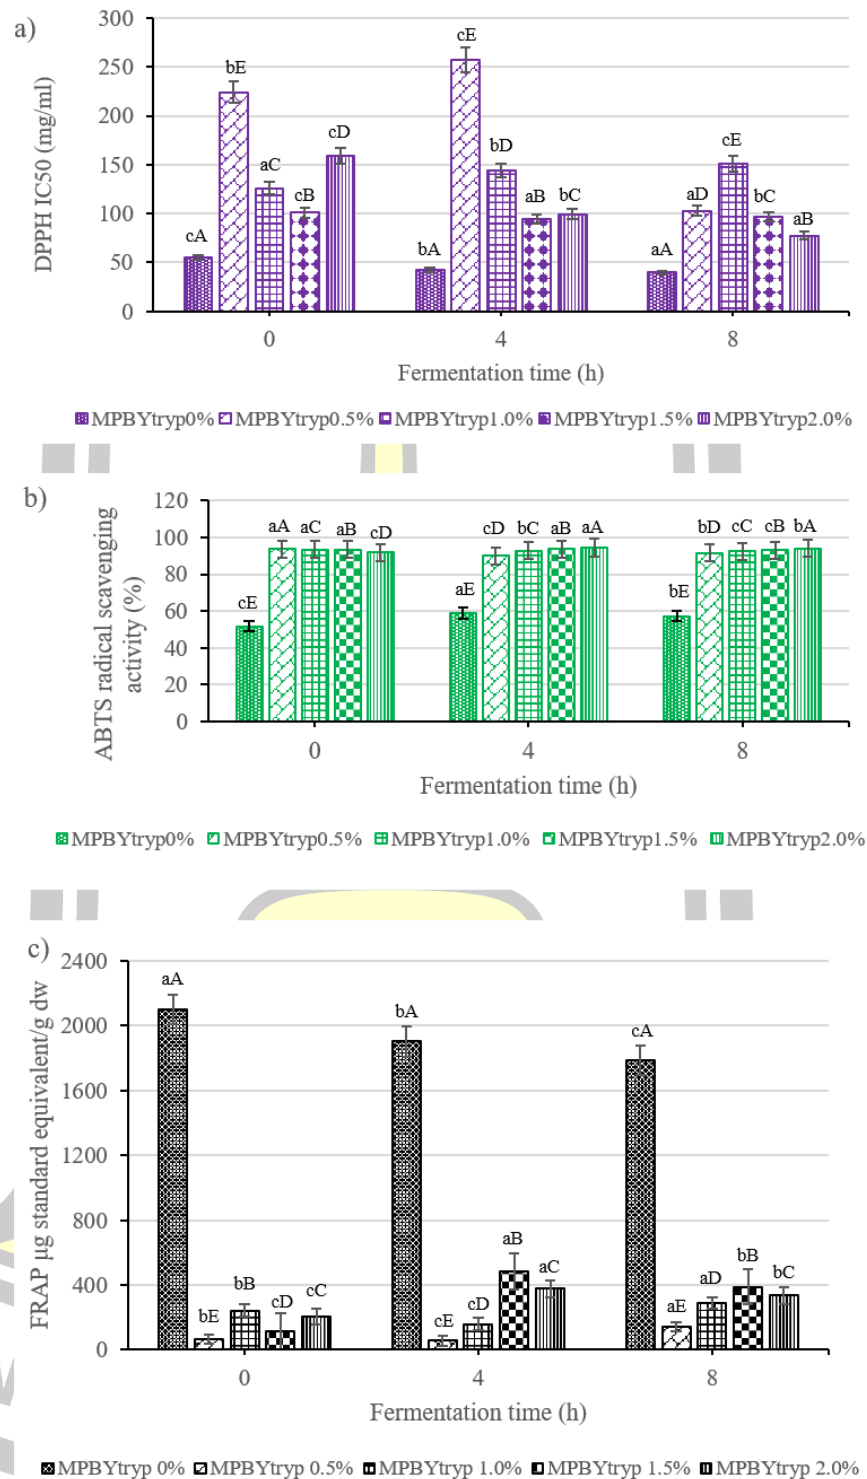 a)
300
250
200
150
100
50
0
DPPH IC50 (mg/ml)
cA bE aC cB cD
bA cE bD aB bC
aA aD cE bC aB
0 4 8
Fermentation time (h)
MPBYtryp0% MPBYtryp0.5% MPBYtryp1.0% MPBYtryp1.5% MPBYtryp2.0%
b)
120
100
80
60
40
20
0
ABTS radical scavenging
activity (%)
cE aA aC aB cD
aE cD bC aB aA
bE bD cC cB bA
0 4 8
Fermentation time (h)
MPBYtryp0% MPBYtryp0.5% MPBYtryp1.0% MPBYtryp1.5% MPBYtryp2.0%
c)
2400
2000
1600
1200
800
400
0
FRAP µg standard equivalent/g dw
aA bE bB cD cC
bA cE cD aB aC
cA aE aD bB bC
0 4 8
Fermentation time (h)
MPBYtryp 0% MPBYtryp 0.5% MPBYtryp 1.0% MPBYtryp 1.5% MPBYtryp 2.0%